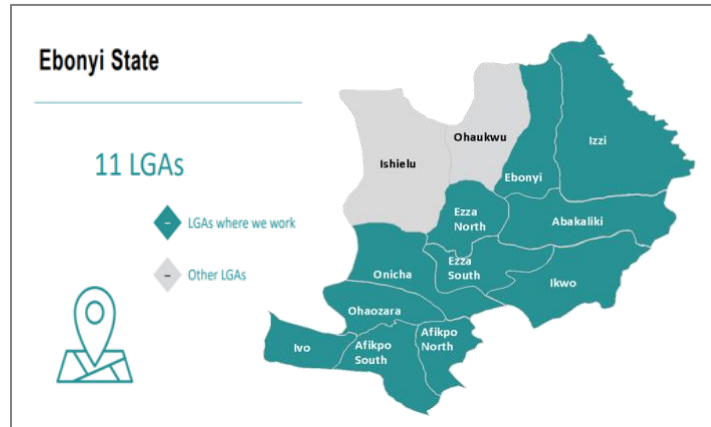 Ebonyi State
11 LGAs
LGAs where we work
Other LGAs
Ishielu
Ohaukwu
Izzi
Ebonyi
Ezza
North
Abakaliki
Onicha
Ezza
South
Ikwo
Ohaozara
Ivo
Afikpo
South
Afikpo
North